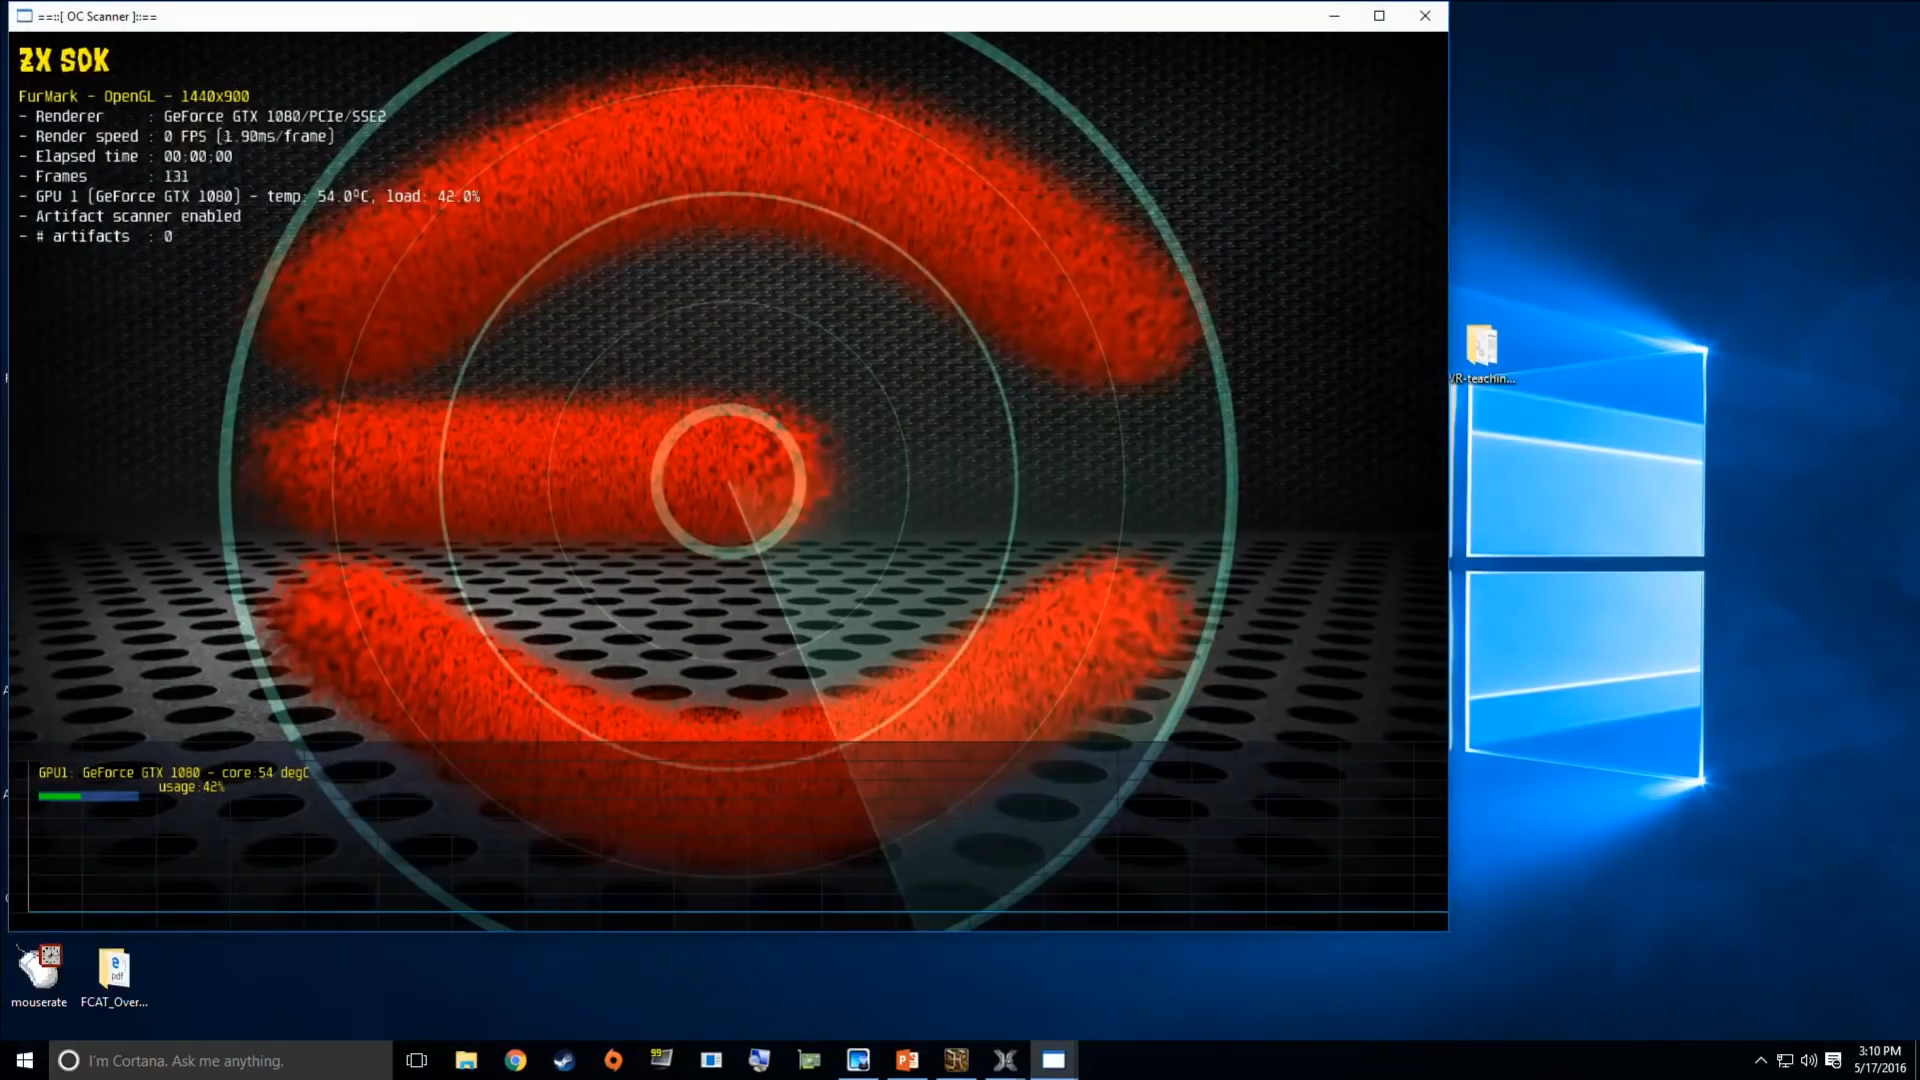 ==::[ OC Scanner ]::==
ZX SDK
FurMark - OpenGL - 1440x900
- Renderer : GeForce GTX 1080/PCIe/SSE2
- Render speed : 0 FPS (1.90ms/frame)
- Elapsed time : 00:00:00
- Frames : 131
- GPU 1 (GeForce GTX 1080) - temp: 54.0ºC, load: 42.0%
- Artifact scanner enabled
- # artifacts : 0
VR-teachin...
GPU1: GeForce GTX 1080 - core:54 degC
usage:42%
mouserate
FCAT_Over...
I'm Cortana. Ask me anything.
99
3:10 PM
5/17/2016